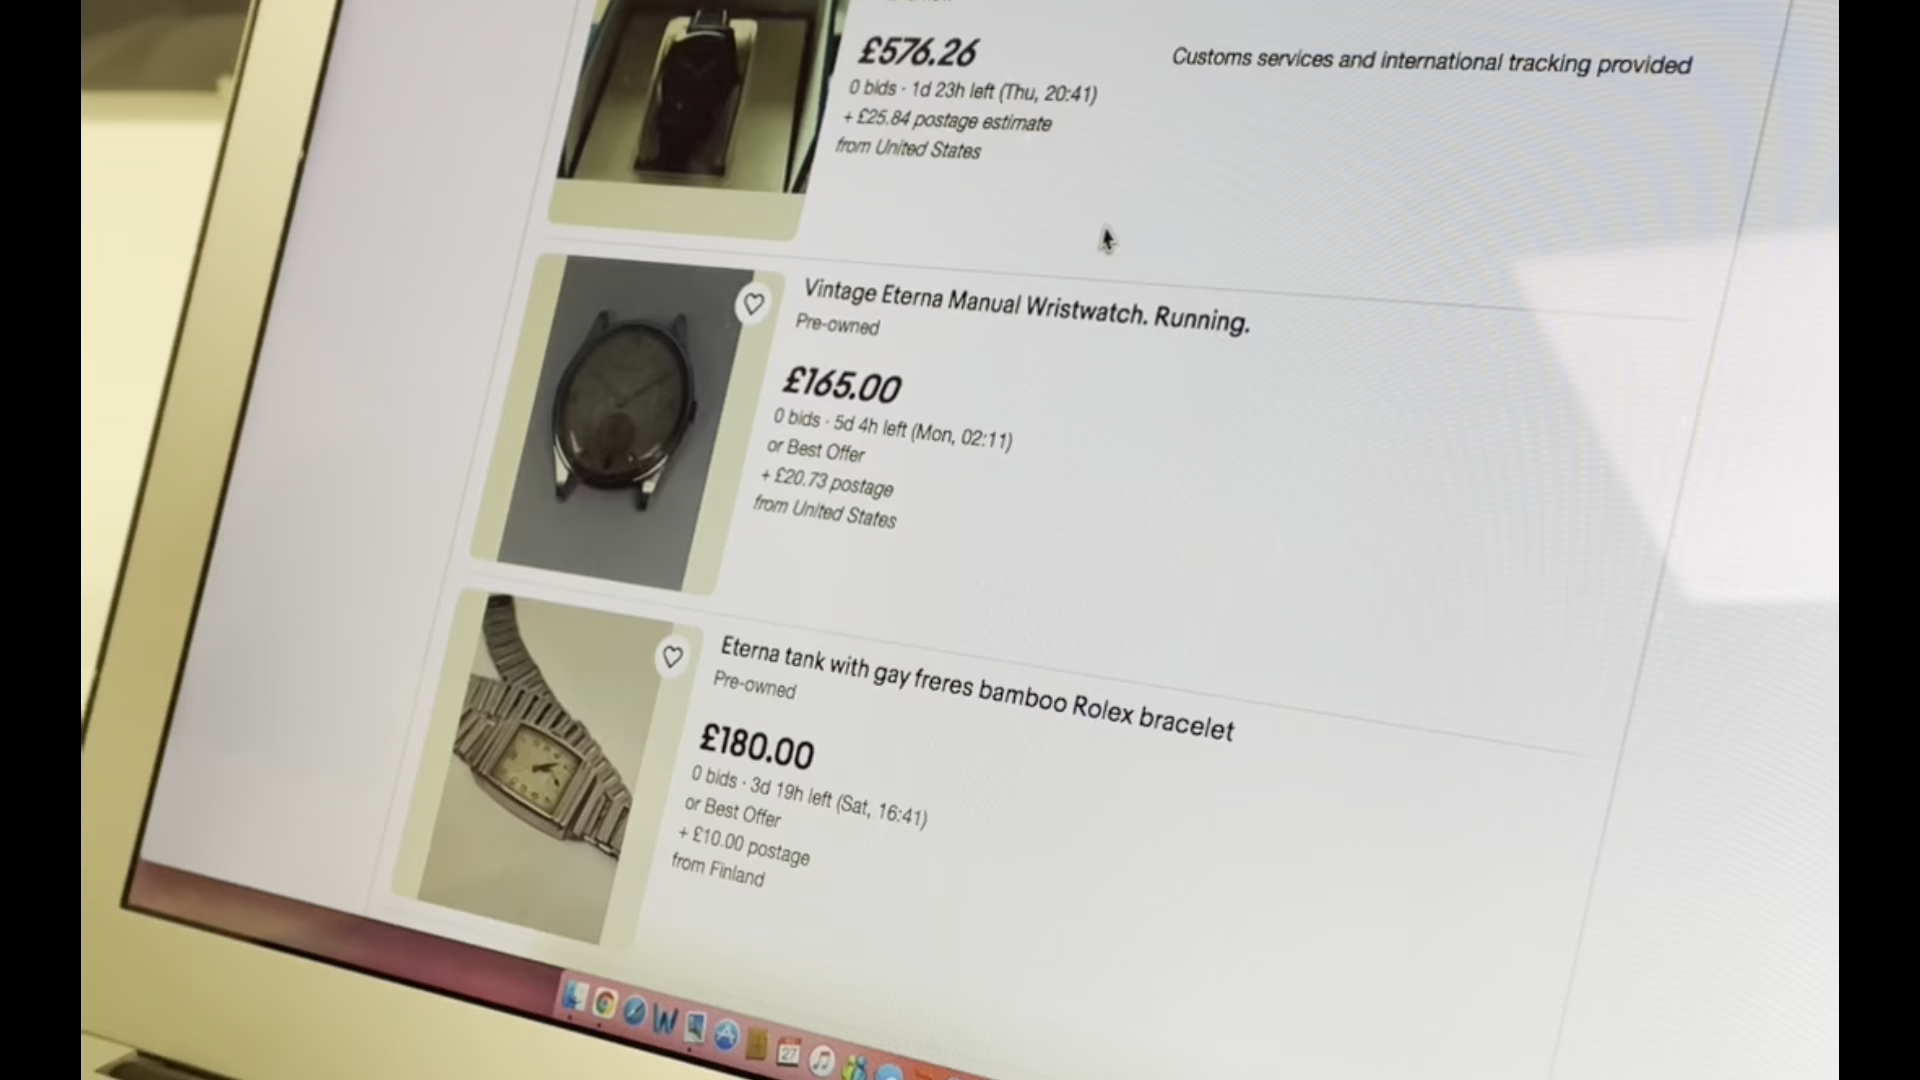 £576.26
0 bids · 1d 23h left (Thu, 20:41)
+ £25.84 postage estimate
from United States
Customs services and international tracking provided
Vintage Eterna Manual Wristwatch. Running.
Pre-owned
£165.00
0 bids · 5d 4h left (Mon, 02:11)
or Best Offer
+ £20.73 postage
from United States
Eterna tank with gay freres bamboo Rolex bracelet
Pre-owned
£180.00
0 bids · 3d 19h left (Sat, 16:41)
or Best Offer
+ £10.00 postage
from Finland
27